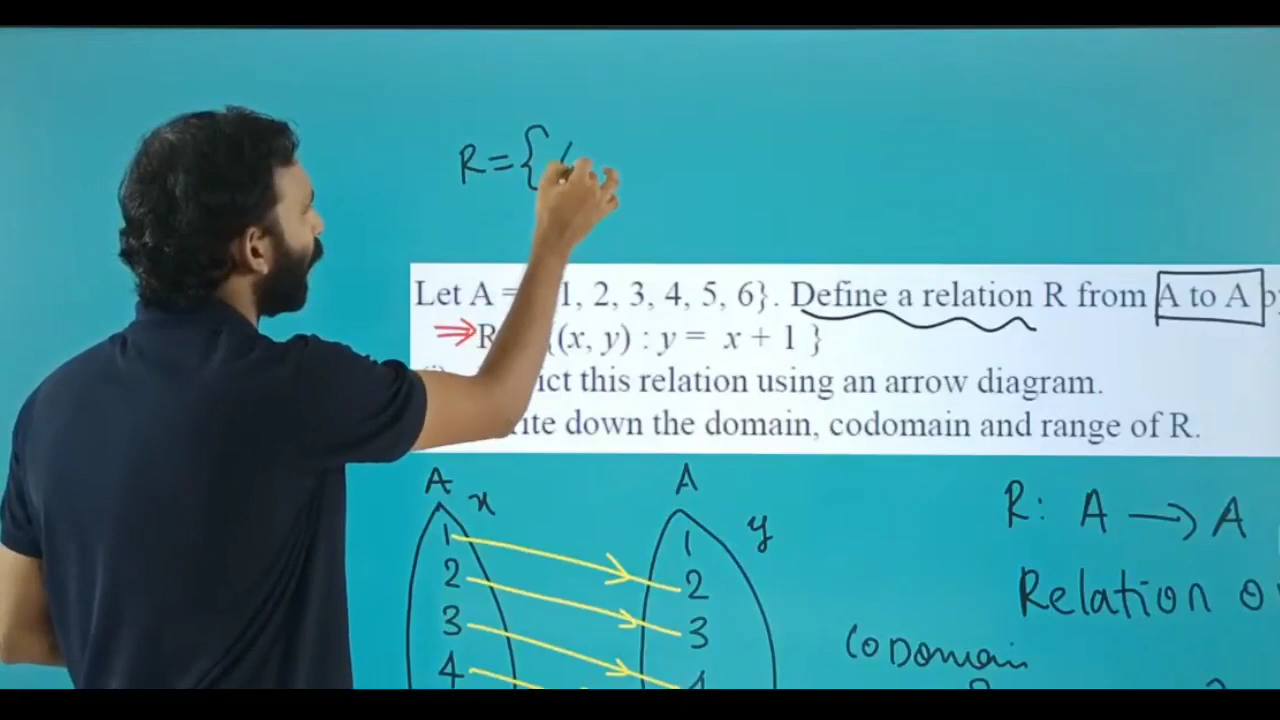 R = {(
Let A = 1, 2, 3, 4, 5, 6}. Define a relation R from A to A
⇒ R (x, y) : y = x + 1 }
ict this relation using an arrow diagram.
ite down the domain, codomain and range of R.
A x A y
1 1
2 2
3 3
4 4
R: A → A
Relation
CoDomain